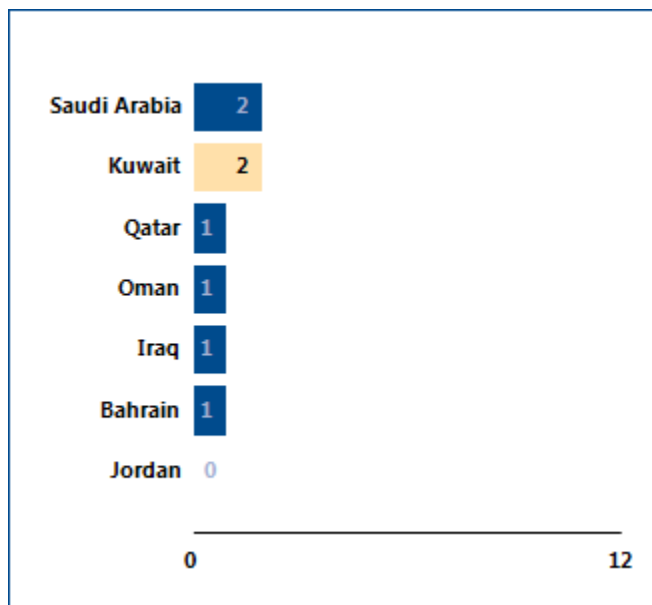 Saudi Arabia 2
Kuwait 2
Qatar 1
Oman 1
Iraq 1
Bahrain 1
Jordan 0
0 12